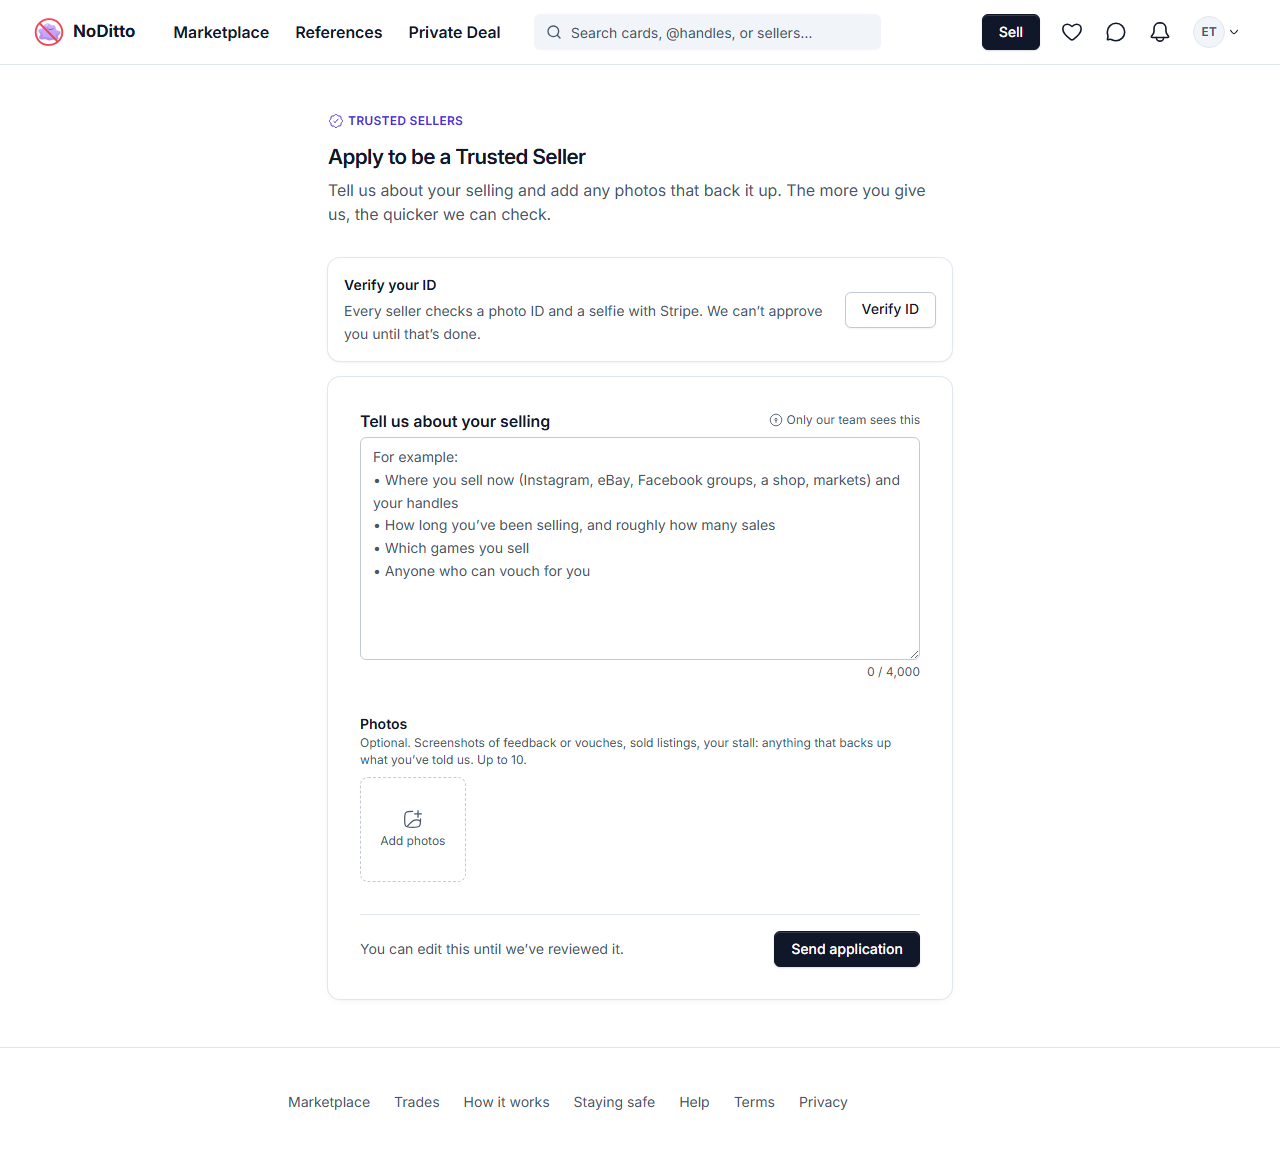 NoDitto
Marketplace
References
Private Deal
Search cards, @handles, or sellers...
Sell
ET
TRUSTED SELLERS
Apply to be a Trusted Seller
Tell us about your selling and add any photos that back it up. The more you give
us, the quicker we can check.
Verify your ID
Every seller checks a photo ID and a selfie with Stripe. We can’t approve
you until that’s done.
Verify ID
Tell us about your selling
Only our team sees this
For example:
• Where you sell now (Instagram, eBay, Facebook groups, a shop, markets) and
your handles
• How long you’ve been selling, and roughly how many sales
• Which games you sell
• Anyone who can vouch for you
0 / 4,000
Photos
Optional. Screenshots of feedback or vouches, sold listings, your stall: anything that backs up
what you’ve told us. Up to 10.
Add photos
You can edit this until we’ve reviewed it.
Send application
Marketplace
Trades
How it works
Staying safe
Help
Terms
Privacy